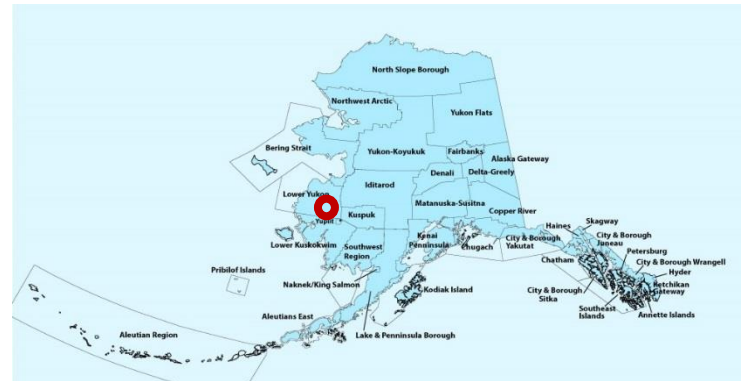 North Slope Borough
Northwest Arctic
Yukon Flats
Bering Strait
Yukon-Koyukuk
Fairbanks
Alaska Gateway
Denali
Delta-Greely
Iditarod
Lower Yukon
Matanuska-Susitna
Copper River
Kuspuk
Yupiit
Skagway
Haines
City & Borough
Juneau
Lower Kuskokwim
Southwest
Region
Kenai
Penninsula
Chugach
City & Borough
Yakutat
Petersburg
Chatham
City & Borough Wrangell
Hyder
Pribilof Islands
Naknek/King Salmon
Kodiak Island
City & Borough
Sitka
Ketchikan
Gateway
Southeast
Islands
Annette Islands
Aleutians East
Aleutian Region
Lake & Penninsula Borough